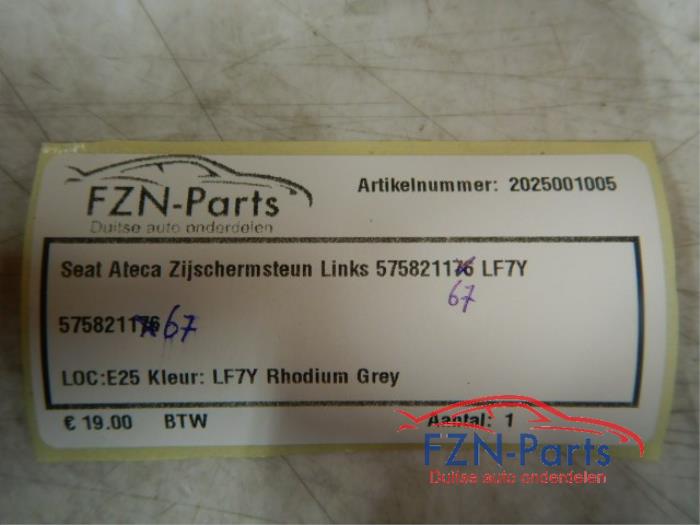 FZN-Parts
Duitse auto onderdelen
Artikelnummer: 2025001005
Seat Ateca Zijschermsteun Links 575821176 LF7Y
67
575821176 67
LOC:E25 Kleur: LF7Y Rhodium Grey
€ 19.00 BTW Aantal: 1
FZN-Parts
Duitse auto onderdelen